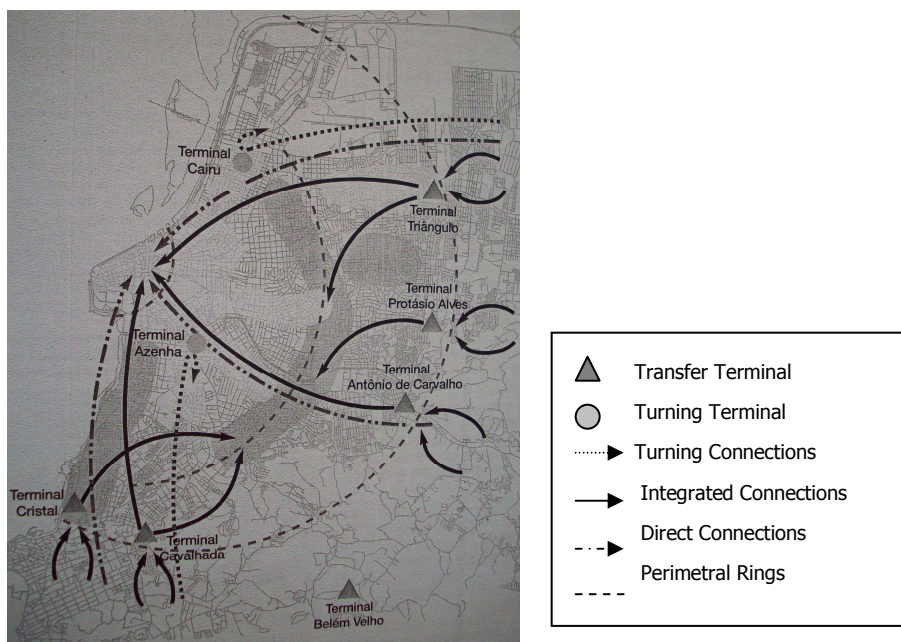 Terminal
Cairu
Terminal
Triângulo
Terminal
Protásio Alves
Terminal
Azenha
Terminal
Antônio de Carvalho
Terminal
Cristal
Terminal
Cavalhada
Terminal
Belém Velho
Transfer Terminal
Turning Terminal
Turning Connections
Integrated Connections
Direct Connections
Perimetral Rings